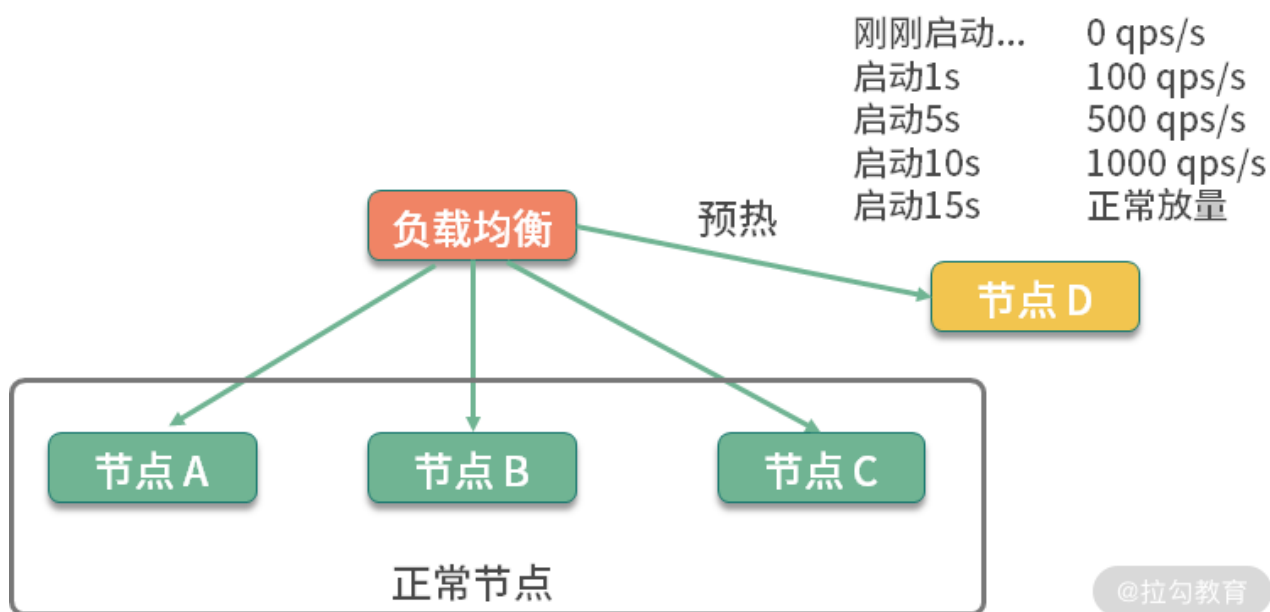 刚刚启动... 0 qps/s
启动1s 100 qps/s
启动5s 500 qps/s
启动10s 1000 qps/s
启动15s 正常放量
负载均衡
预热
节点 D
节点 A
节点 B
节点 C
正常节点
@拉勾教育